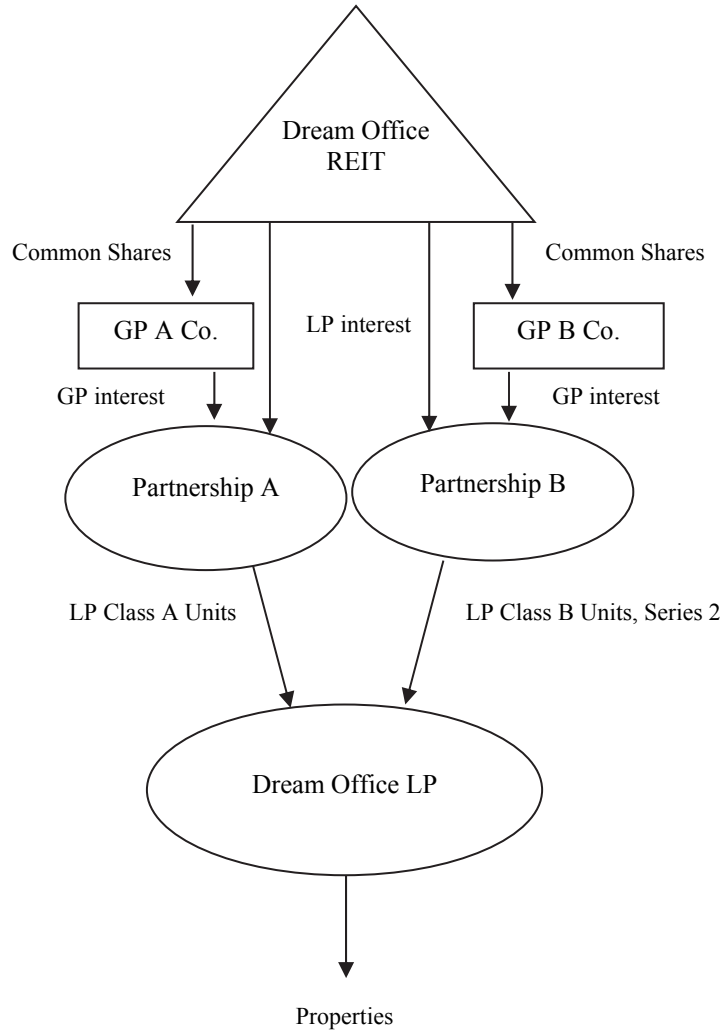 Dream Office
REIT
Common Shares
Common Shares
GP A Co.
LP interest
GP B Co.
GP interest
GP interest
Partnership A
Partnership B
LP Class A Units
LP Class B Units, Series 2
Dream Office LP
Properties